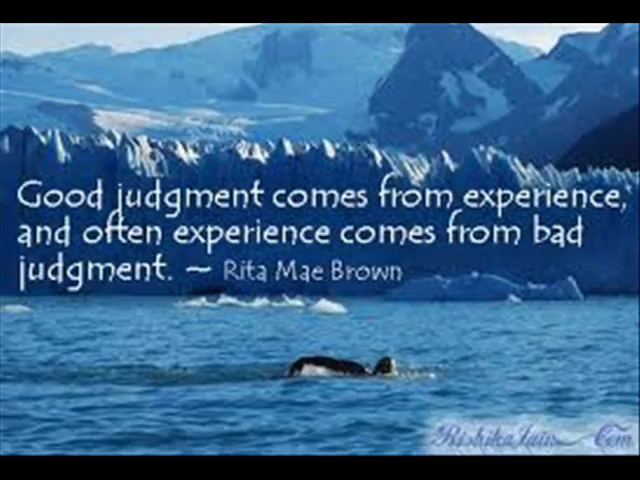 Good judgment comes from experience,
and often experience comes from bad
judgment. ~ Rita Mae Brown
RishikaJain Com